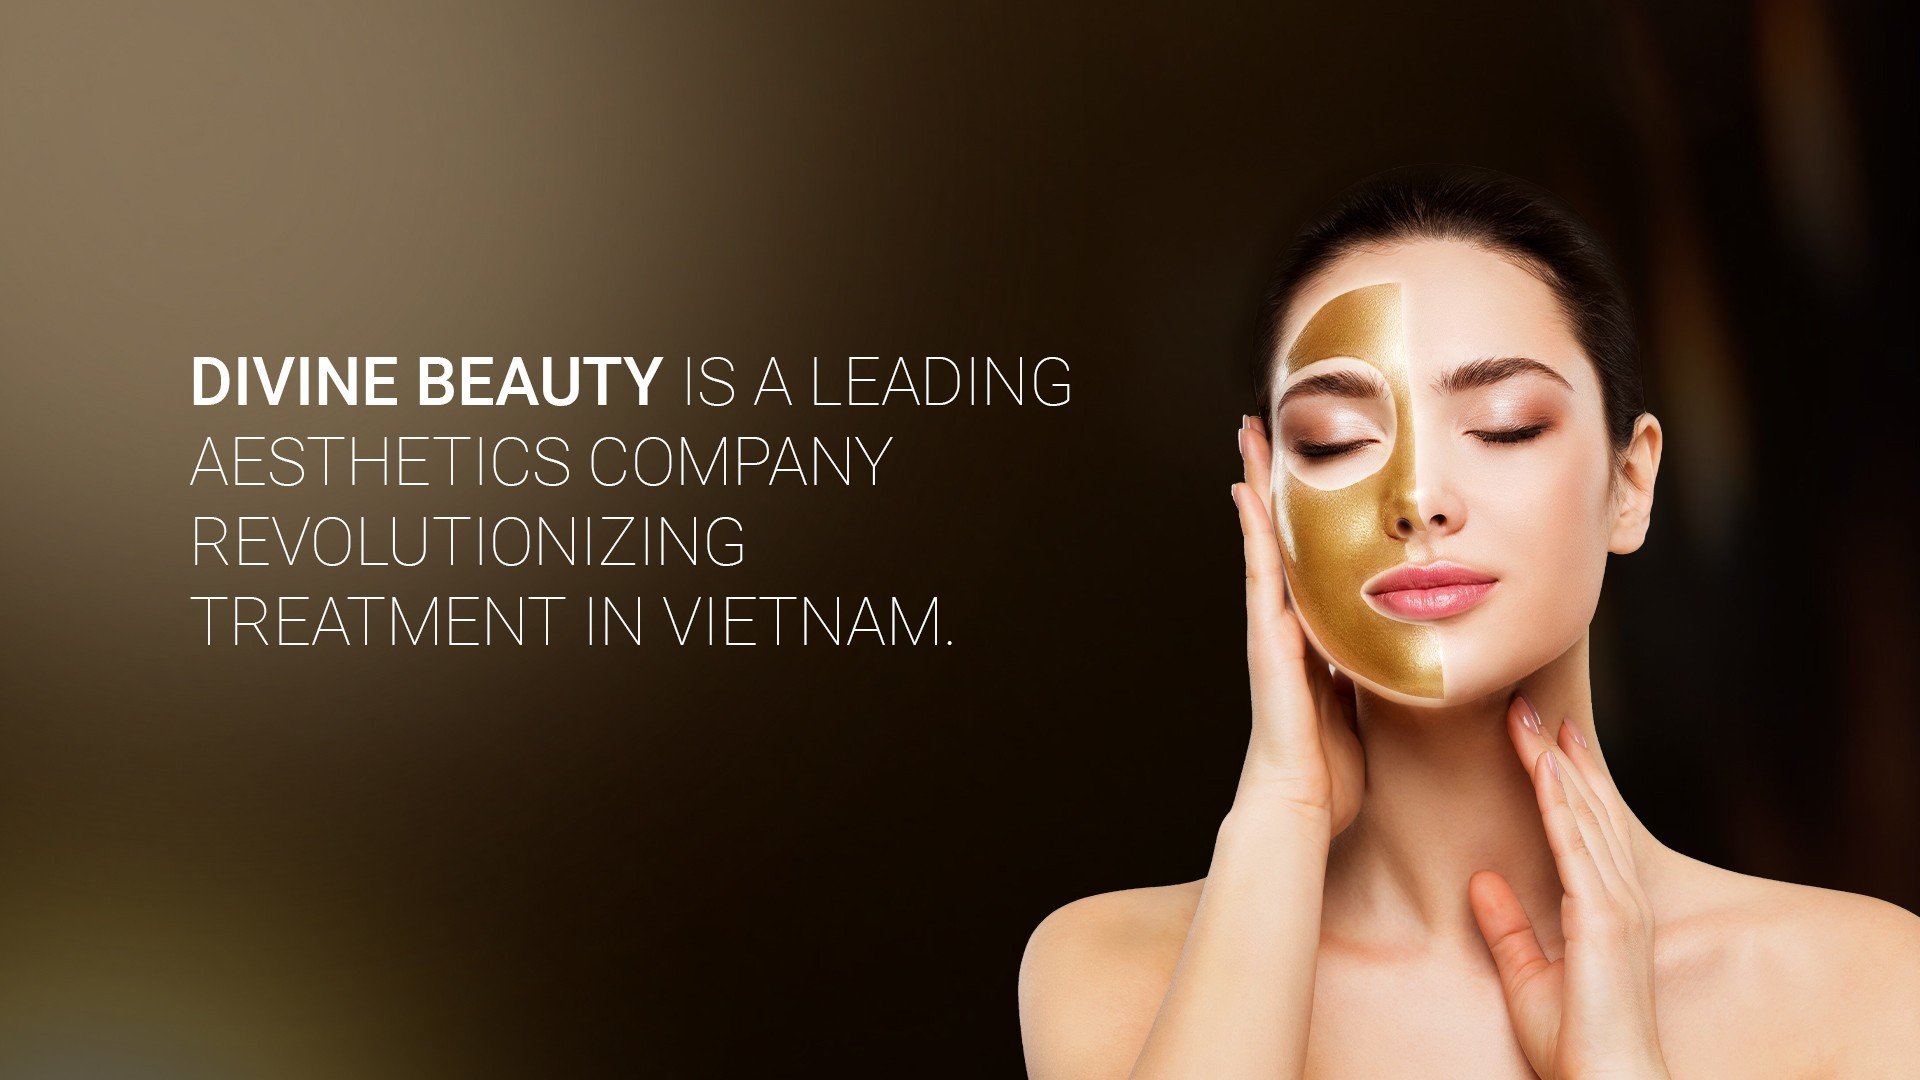 DIVINE BEAUTY IS A LEADING
AESTHETICS COMPANY
REVOLUTIONIZING
TREATMENT IN VIETNAM.